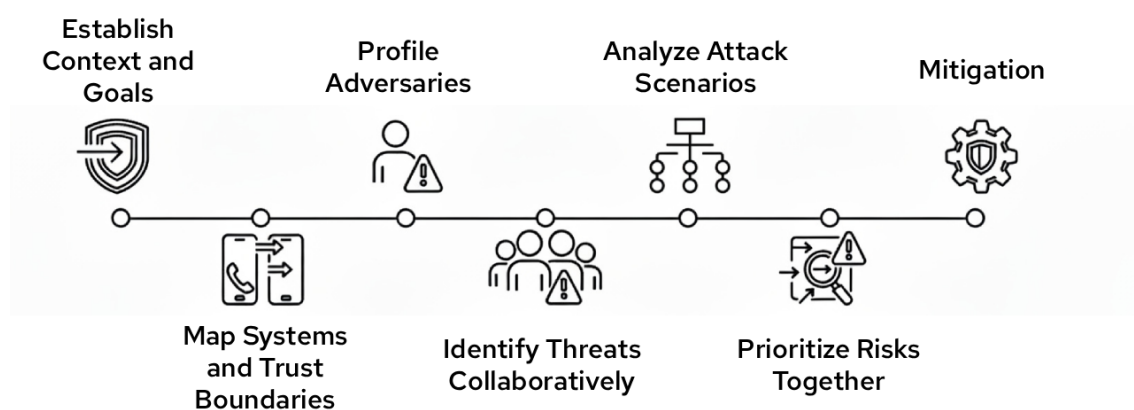 Establish
Context and
Goals
Map Systems
and Trust
Boundaries
Profile
Adversaries
Identify Threats
Collaboratively
Analyze Attack
Scenarios
Prioritize Risks
Together
Mitigation